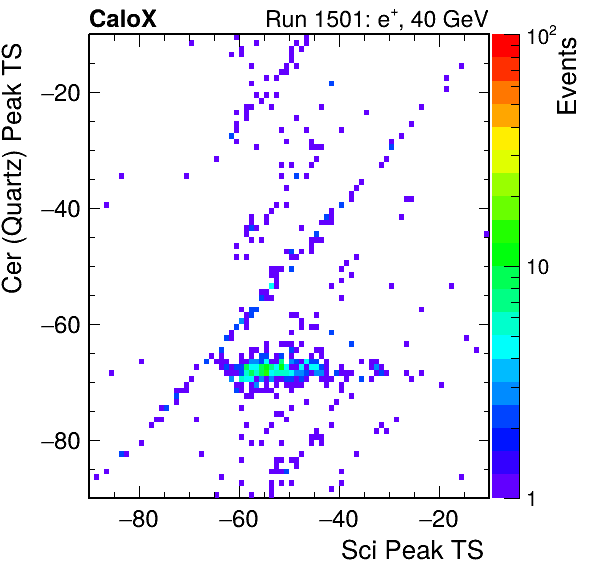 CaloX Run 1501: e⁺, 40 GeV
Cer (Quartz) Peak TS
−20
−40
−60
−80
−80 −60 −40 −20
Sci Peak TS
10²
10
1
Events